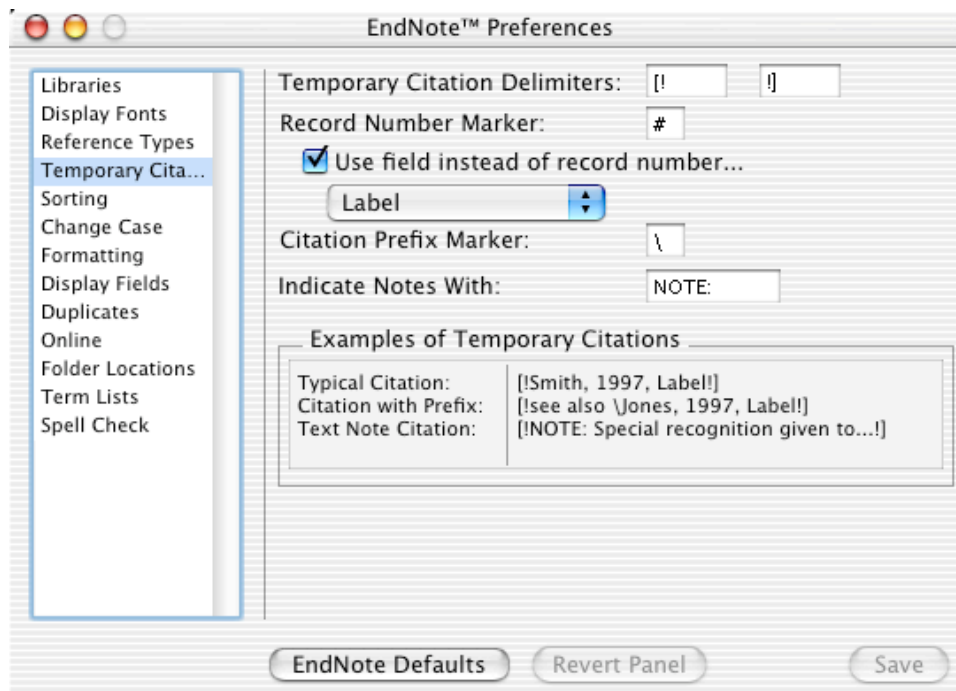 EndNote™ Preferences
Libraries
Display Fonts
Reference Types
Temporary Cita...
Sorting
Change Case
Formatting
Display Fields
Duplicates
Online
Folder Locations
Term Lists
Spell Check
Temporary Citation Delimiters: [! !]
Record Number Marker: #
Use field instead of record number...
Label
Citation Prefix Marker: \
Indicate Notes With: NOTE:
Examples of Temporary Citations
Typical Citation: [!Smith, 1997, Label!]
Citation with Prefix: [!see also \Jones, 1997, Label!]
Text Note Citation: [!NOTE: Special recognition given to...!]
EndNote Defaults Revert Panel Save